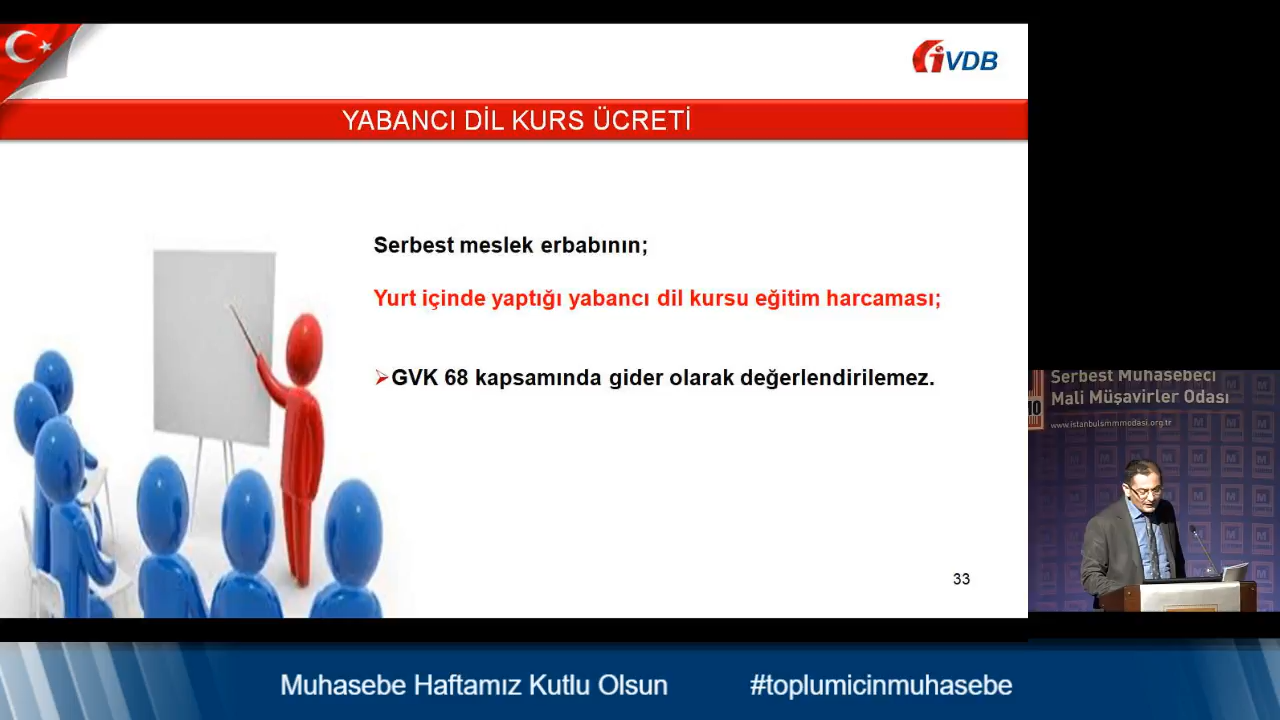 iVDB
YABANCI DİL KURS ÜCRETİ
Serbest meslek erbabının;
Yurt içinde yaptığı yabancı dil kursu eğitim harcaması;
GVK 68 kapsamında gider olarak değerlendirilemez.
33
Serbest Muhasebeci
Mali Müşavirler Odası
www.istanbulsmmmodasi.org.tr
Muhasebe Haftamız Kutlu Olsun
#toplumicinmuhasebe